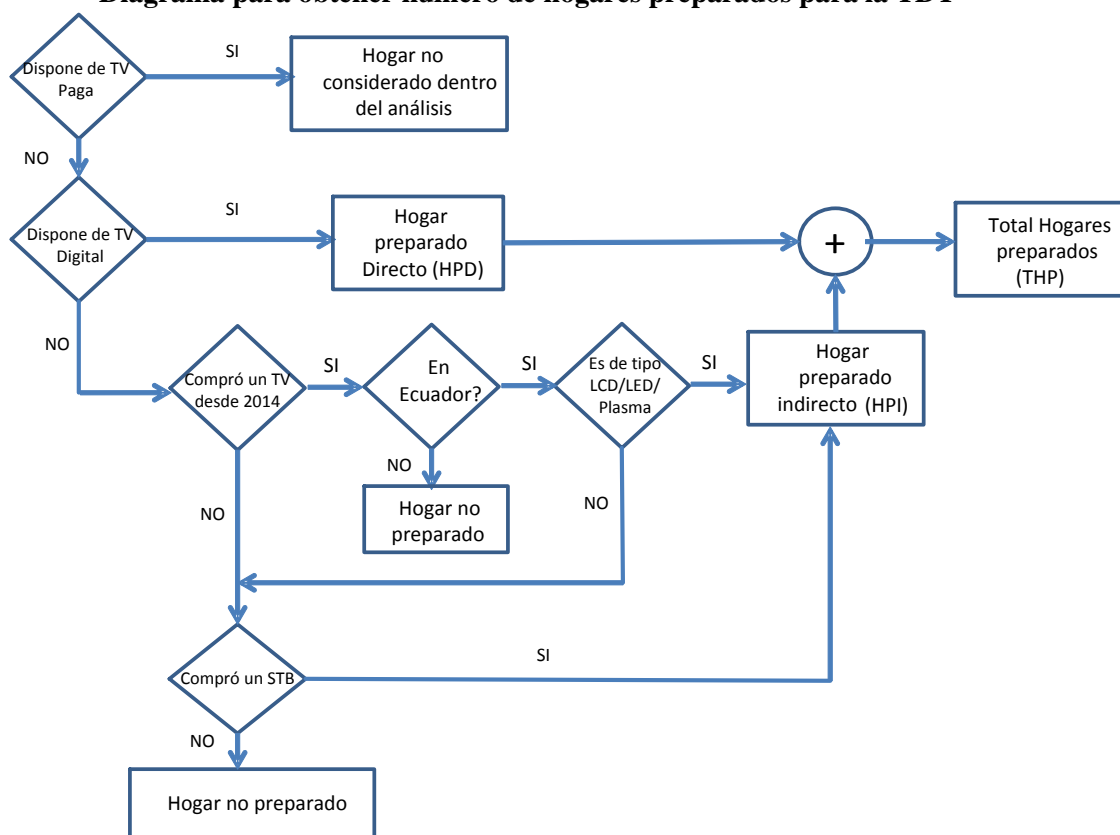 Diagrama para obtener número de hogares preparados para la TDT
Dispone de TV
Paga
SI
Hogar no
considerado dentro
del análisis
NO
Dispone de TV
Digital
SI
Hogar
preparado
Directo (HPD)
+
Total Hogares
preparados
(THP)
NO
Compró un TV
desde 2014
SI
En
Ecuador?
SI
Es de tipo
LCD/LED/
Plasma
SI
Hogar
preparado
indirecto (HPI)
NO
Hogar no
preparado
NO
NO
Compró un STB
SI
NO
Hogar no preparado